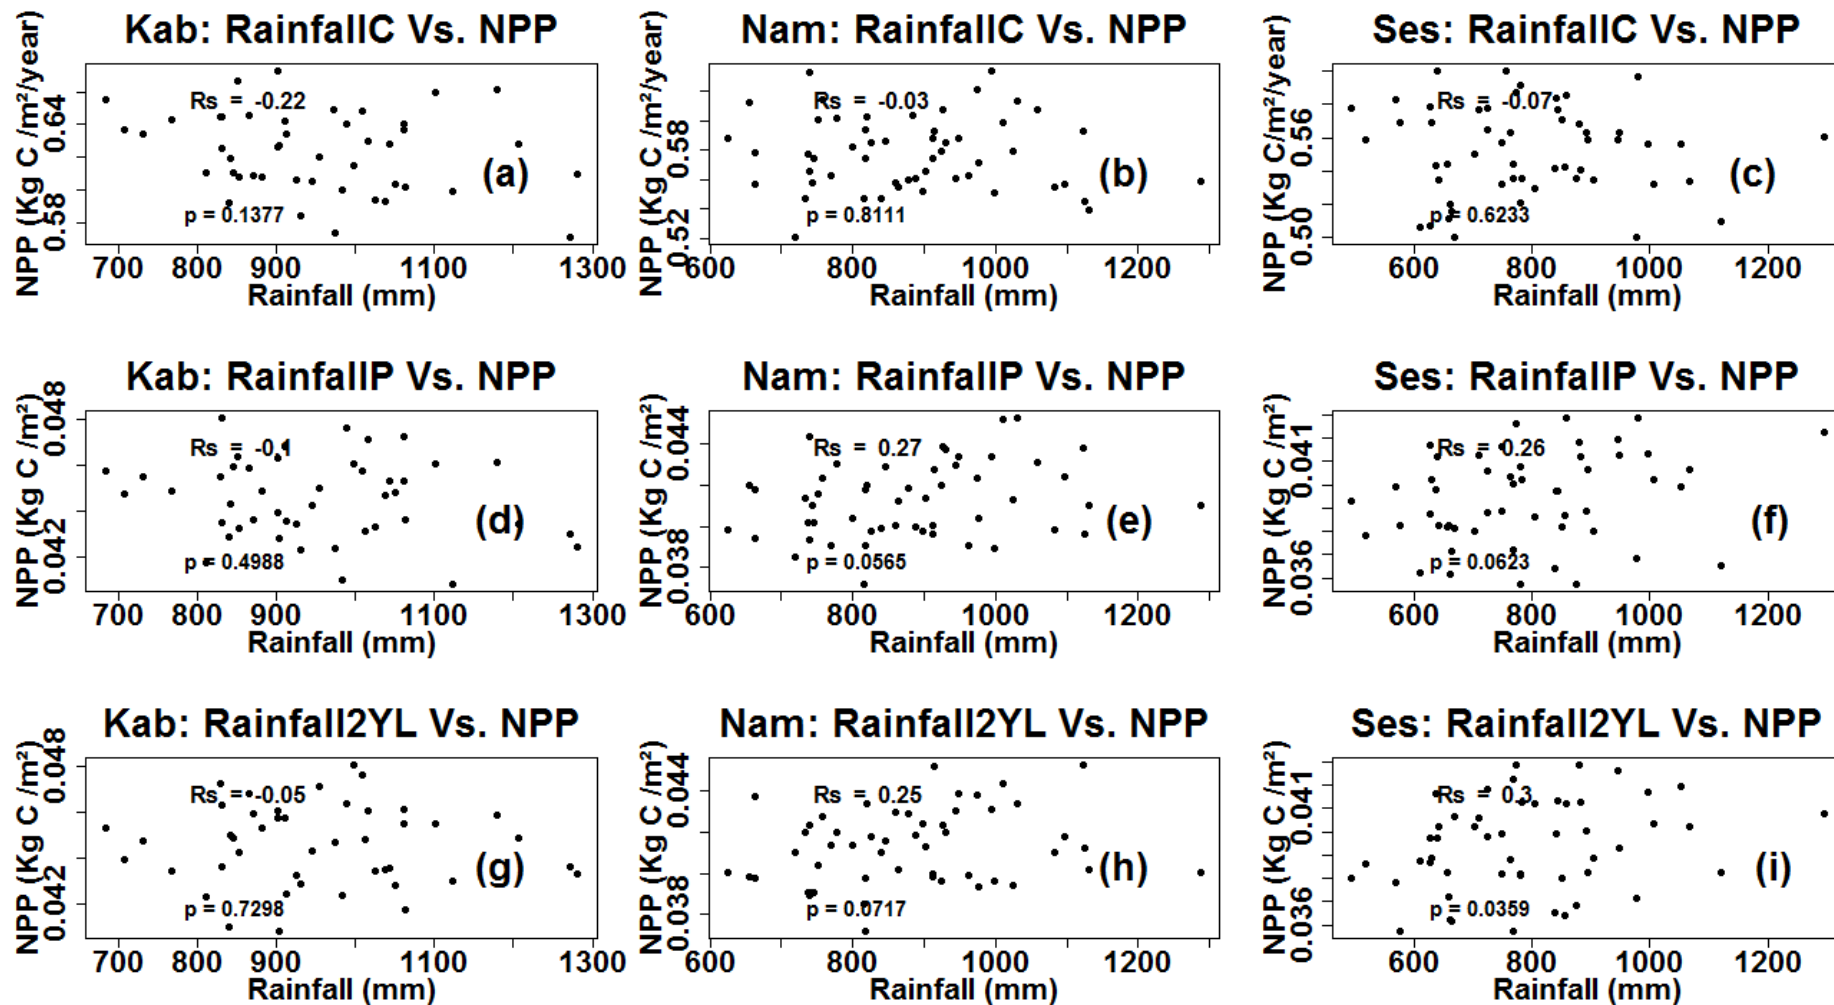 Kab: RainfallC Vs. NPP
NPP (Kg C /m²/year)
0.58 0.64
Rs = -0.22
(a)
p = 0.1377
700 800 900 1100 1300
Rainfall (mm)
Nam: RainfallC Vs. NPP
NPP (Kg C /m²/year)
0.52 0.58
Rs = -0.03
(b)
p = 0.8111
600 800 1000 1200
Rainfall (mm)
Ses: RainfallC Vs. NPP
NPP (Kg C/m²/year)
0.50 0.56
Rs = -0.07
(c)
p = 0.6233
600 800 1000 1200
Rainfall (mm)
Kab: RainfallP Vs. NPP
NPP (Kg C /m²)
0.042 0.048
Rs = -0.1
(d)
p = 0.4988
700 800 900 1100 1300
Rainfall (mm)
Nam: RainfallP Vs. NPP
NPP (Kg C /m²)
0.038 0.044
Rs = 0.27
(e)
p = 0.0565
600 800 1000 1200
Rainfall (mm)
Ses: RainfallP Vs. NPP
NPP (Kg C /m²)
0.036 0.041
Rs = 0.26
(f)
p = 0.0623
600 800 1000 1200
Rainfall (mm)
Kab: Rainfall2YL Vs. NPP
NPP (Kg C /m²)
0.042 0.048
Rs = -0.05
(g)
p = 0.7298
700 800 900 1100 1300
Rainfall (mm)
Nam: Rainfall2YL Vs. NPP
NPP (Kg C /m²)
0.038 0.044
Rs = 0.25
(h)
p = 0.0717
600 800 1000 1200
Rainfall (mm)
Ses: Rainfall2YL Vs. NPP
NPP (Kg C /m²)
0.036 0.041
Rs = 0.3
(i)
p = 0.0359
600 800 1000 1200
Rainfall (mm)